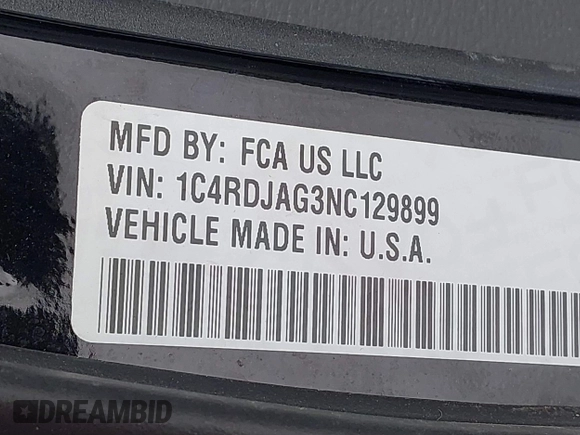 MFD BY: FCA US LLC
VIN: 1C4RDJAG3NC129899
VEHICLE MADE IN: U.S.A.
DREAMBID